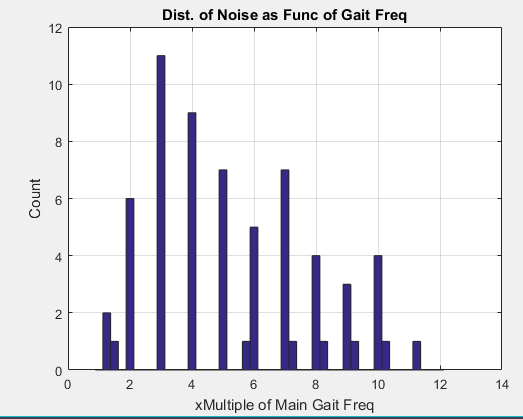 Dist. of Noise as Func of Gait Freq
12
10
8
6
4
2
0
Count
0 2 4 6 8 10 12 14
xMultiple of Main Gait Freq